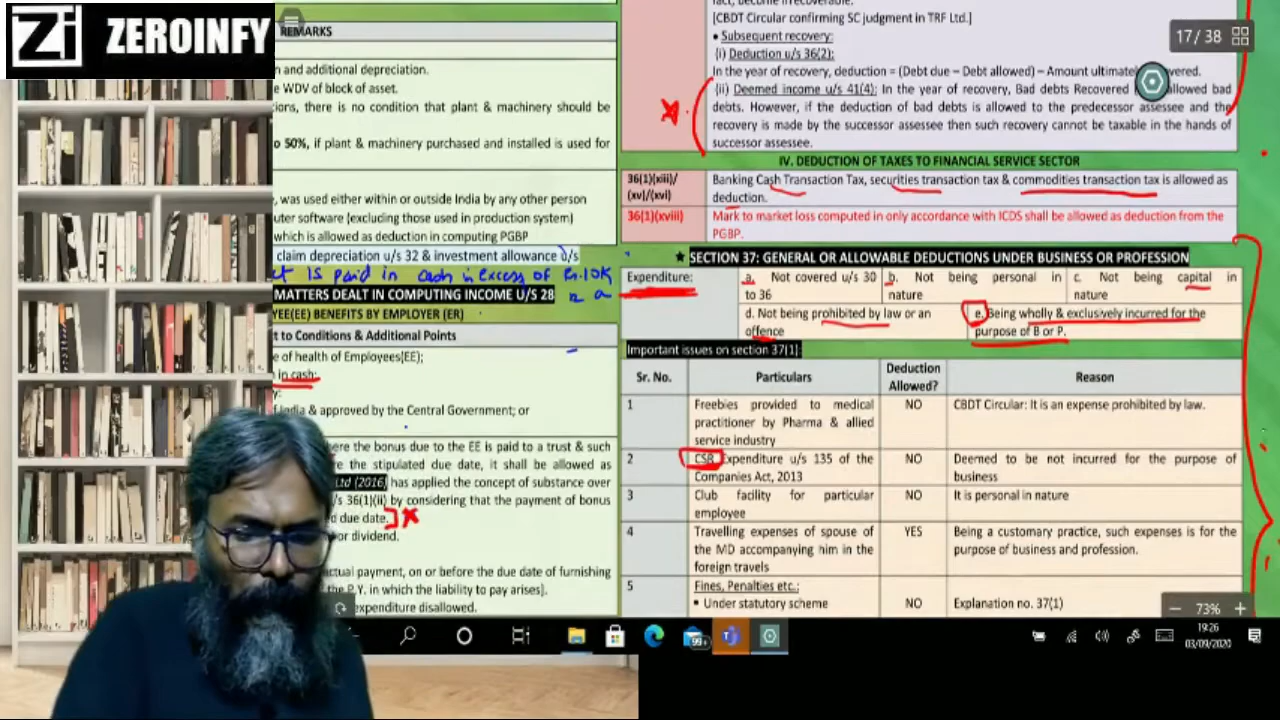 Zi ZEROINFY
REMARKS
n and additional depreciation.
e WDV of block of asset.
tions, there is no condition that plant & machinery should be
o 50%, if plant & machinery purchased and installed is used for
, was used either within or outside India by any other person
uter software (excluding those used in production system)
which is allowed as deduction in computing PGBP
claim depreciation u/s 32 & investment allowance u/s
IS paid in cash in excess of Rs.10K
MATTERS DEALT IN COMPUTING INCOME U/S 28
in a
YEE(EE) BENEFITS BY EMPLOYER (ER)
t to Conditions & Additional Points
e of health of Employees(EE);
in cash;
y:
India & approved by the Central Government; or
ere the bonus due to the EE is paid to a trust & such
re the stipulated due date, it shall be allowed as
Ltd (2016) has applied the concept of substance over
/s 36(1)(ii) by considering that the payment of bonus
d due date.
or dividend.
actual payment, on or before the due date of furnishing
the P.Y. in which the liability to pay arises].
expenditure disallowed.
fact, become irrecoverable.
[CBDT Circular confirming SC judgment in TRF Ltd.]
17 / 38
• Subsequent recovery:
(i) Deduction u/s 36(2):
In the year of recovery, deduction = (Debt due – Debt allowed) – Amount ultimately
(ii) Deemed income u/s 41(4): In the year of recovery, Bad debts Recovered allowed bad
debts. However, if the deduction of bad debts is allowed to the predecessor assessee and the
recovery is made by the successor assessee then such recovery cannot be taxable in the hands of
successor assessee.
IV. DEDUCTION OF TAXES TO FINANCIAL SERVICE SECTOR
36(1)(xiii)/
(xv)/(xvi)
Banking Cash Transaction Tax, securities transaction tax & commodities transaction tax is allowed as
deduction.
36(1)(xviii)
Mark to market loss computed in only accordance with ICDS shall be allowed as deduction from the
PGBP.
★ SECTION 37: GENERAL OR ALLOWABLE DEDUCTIONS UNDER BUSINESS OR PROFESSION
Expenditure:
a. Not covered u/s 30
to 36
b. Not being personal in
nature
c. Not being capital in
nature
d. Not being prohibited by law or an
offence
e. Being wholly & exclusively incurred for the
purpose of B or P.
Important issues on section 37(1):
Sr. No.
Particulars
Deduction
Allowed?
Reason
1
Freebies provided to medical
practitioner by Pharma & allied
service industry
NO
CBDT Circular: It is an expense prohibited by law.
2
CSR Expenditure u/s 135 of the
Companies Act, 2013
NO
Deemed to be not incurred for the purpose of
business
3
Club facility for particular
employee
NO
It is personal in nature
4
Travelling expenses of spouse of
the MD accompanying him in the
foreign travels
YES
Being a customary practice, such expenses is for the
purpose of business and profession.
5
Fines, Penalties etc.:
▪ Under statutory scheme
NO
Explanation no. 37(1)
73%
99+
19:26
03/09/2020